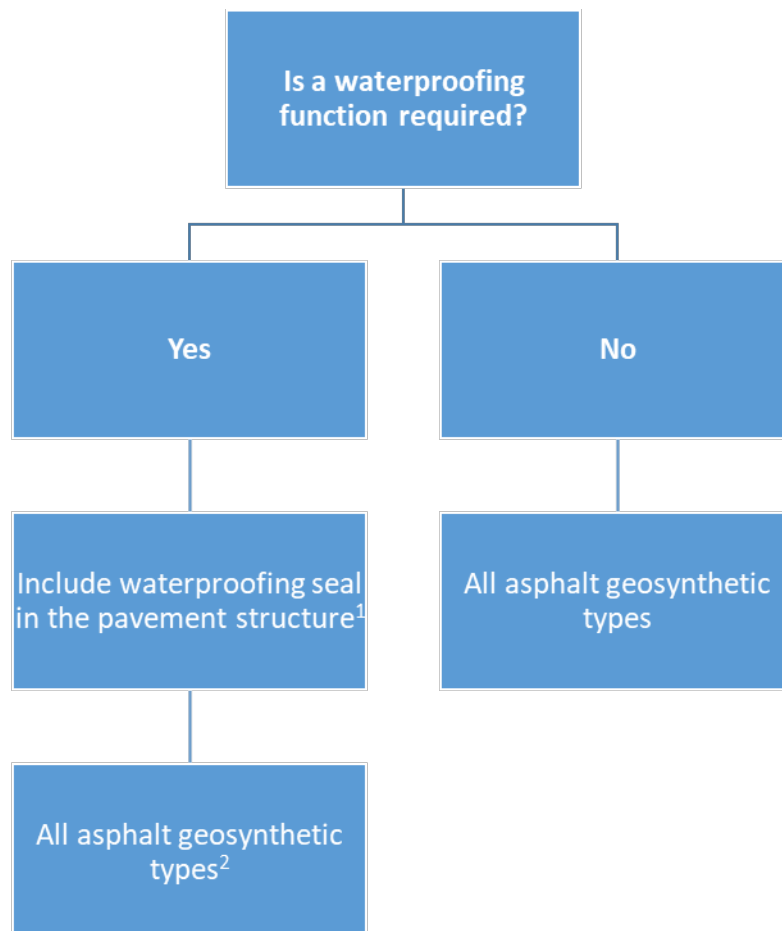 Is a waterproofing
function required?
Yes
No
Include waterproofing seal
in the pavement structure¹
All asphalt geosynthetic
types
All asphalt geosynthetic
types²